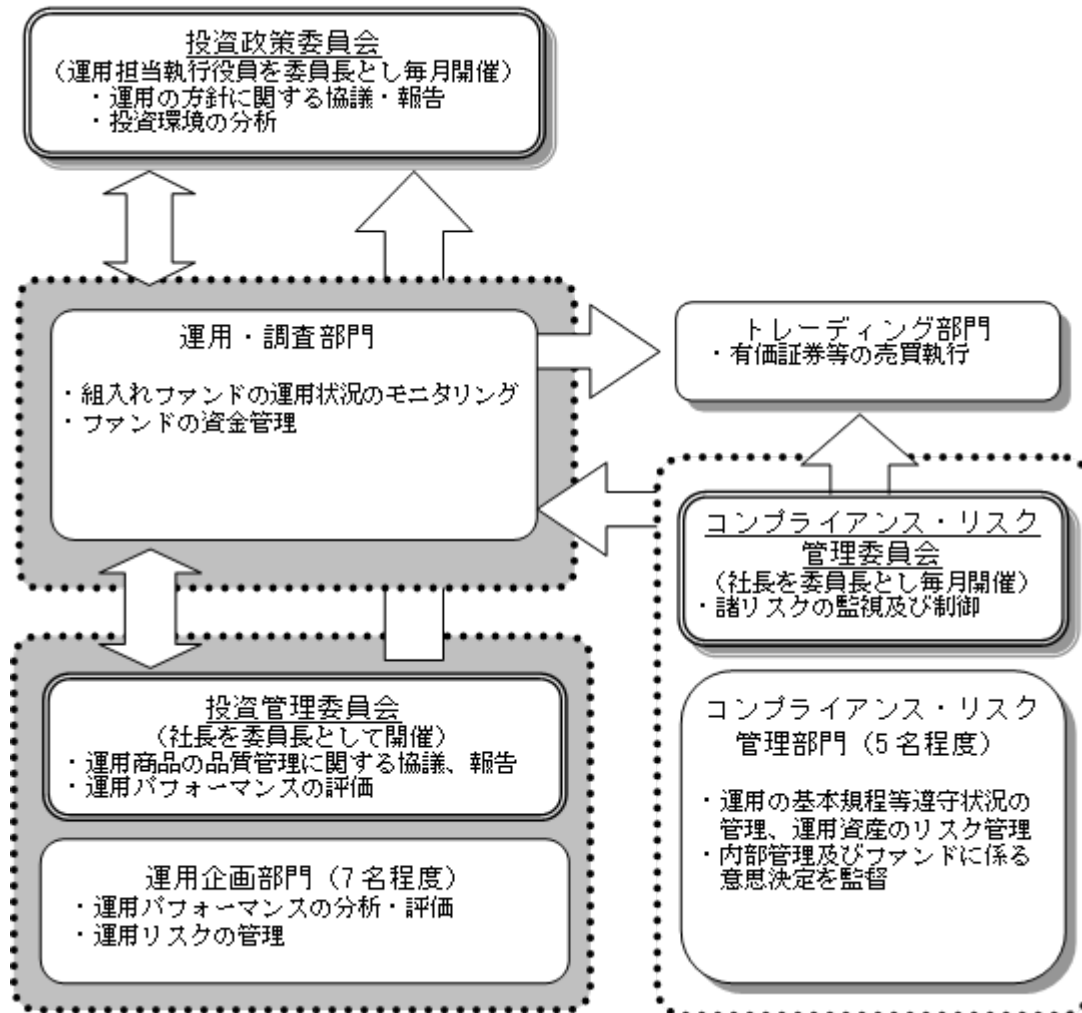 投資政策委員会
（運用担当執行役員を委員長とし毎月開催）
・運用の方針に関する協議・報告
・投資環境の分析
運用・調査部門
・組入れファンドの運用状況のモニタリング
・ファンドの資金管理
トレーディング部門
・有価証券等の売買執行
コンプライアンス・リスク
管理委員会
（社長を委員長とし毎月開催）
・諸リスクの監視及び制御
投資管理委員会
（社長を委員長として開催）
・運用商品の品質管理に関する協議、報告
・運用パフォーマンスの評価
運用企画部門（7名程度）
・運用パフォーマンスの分析・評価
・運用リスクの管理
コンプライアンス・リスク
管理部門（5名程度）
・運用の基本規程等遵守状況の
管理、運用資産のリスク管理
・内部管理及びファンドに係る
意思決定を監督